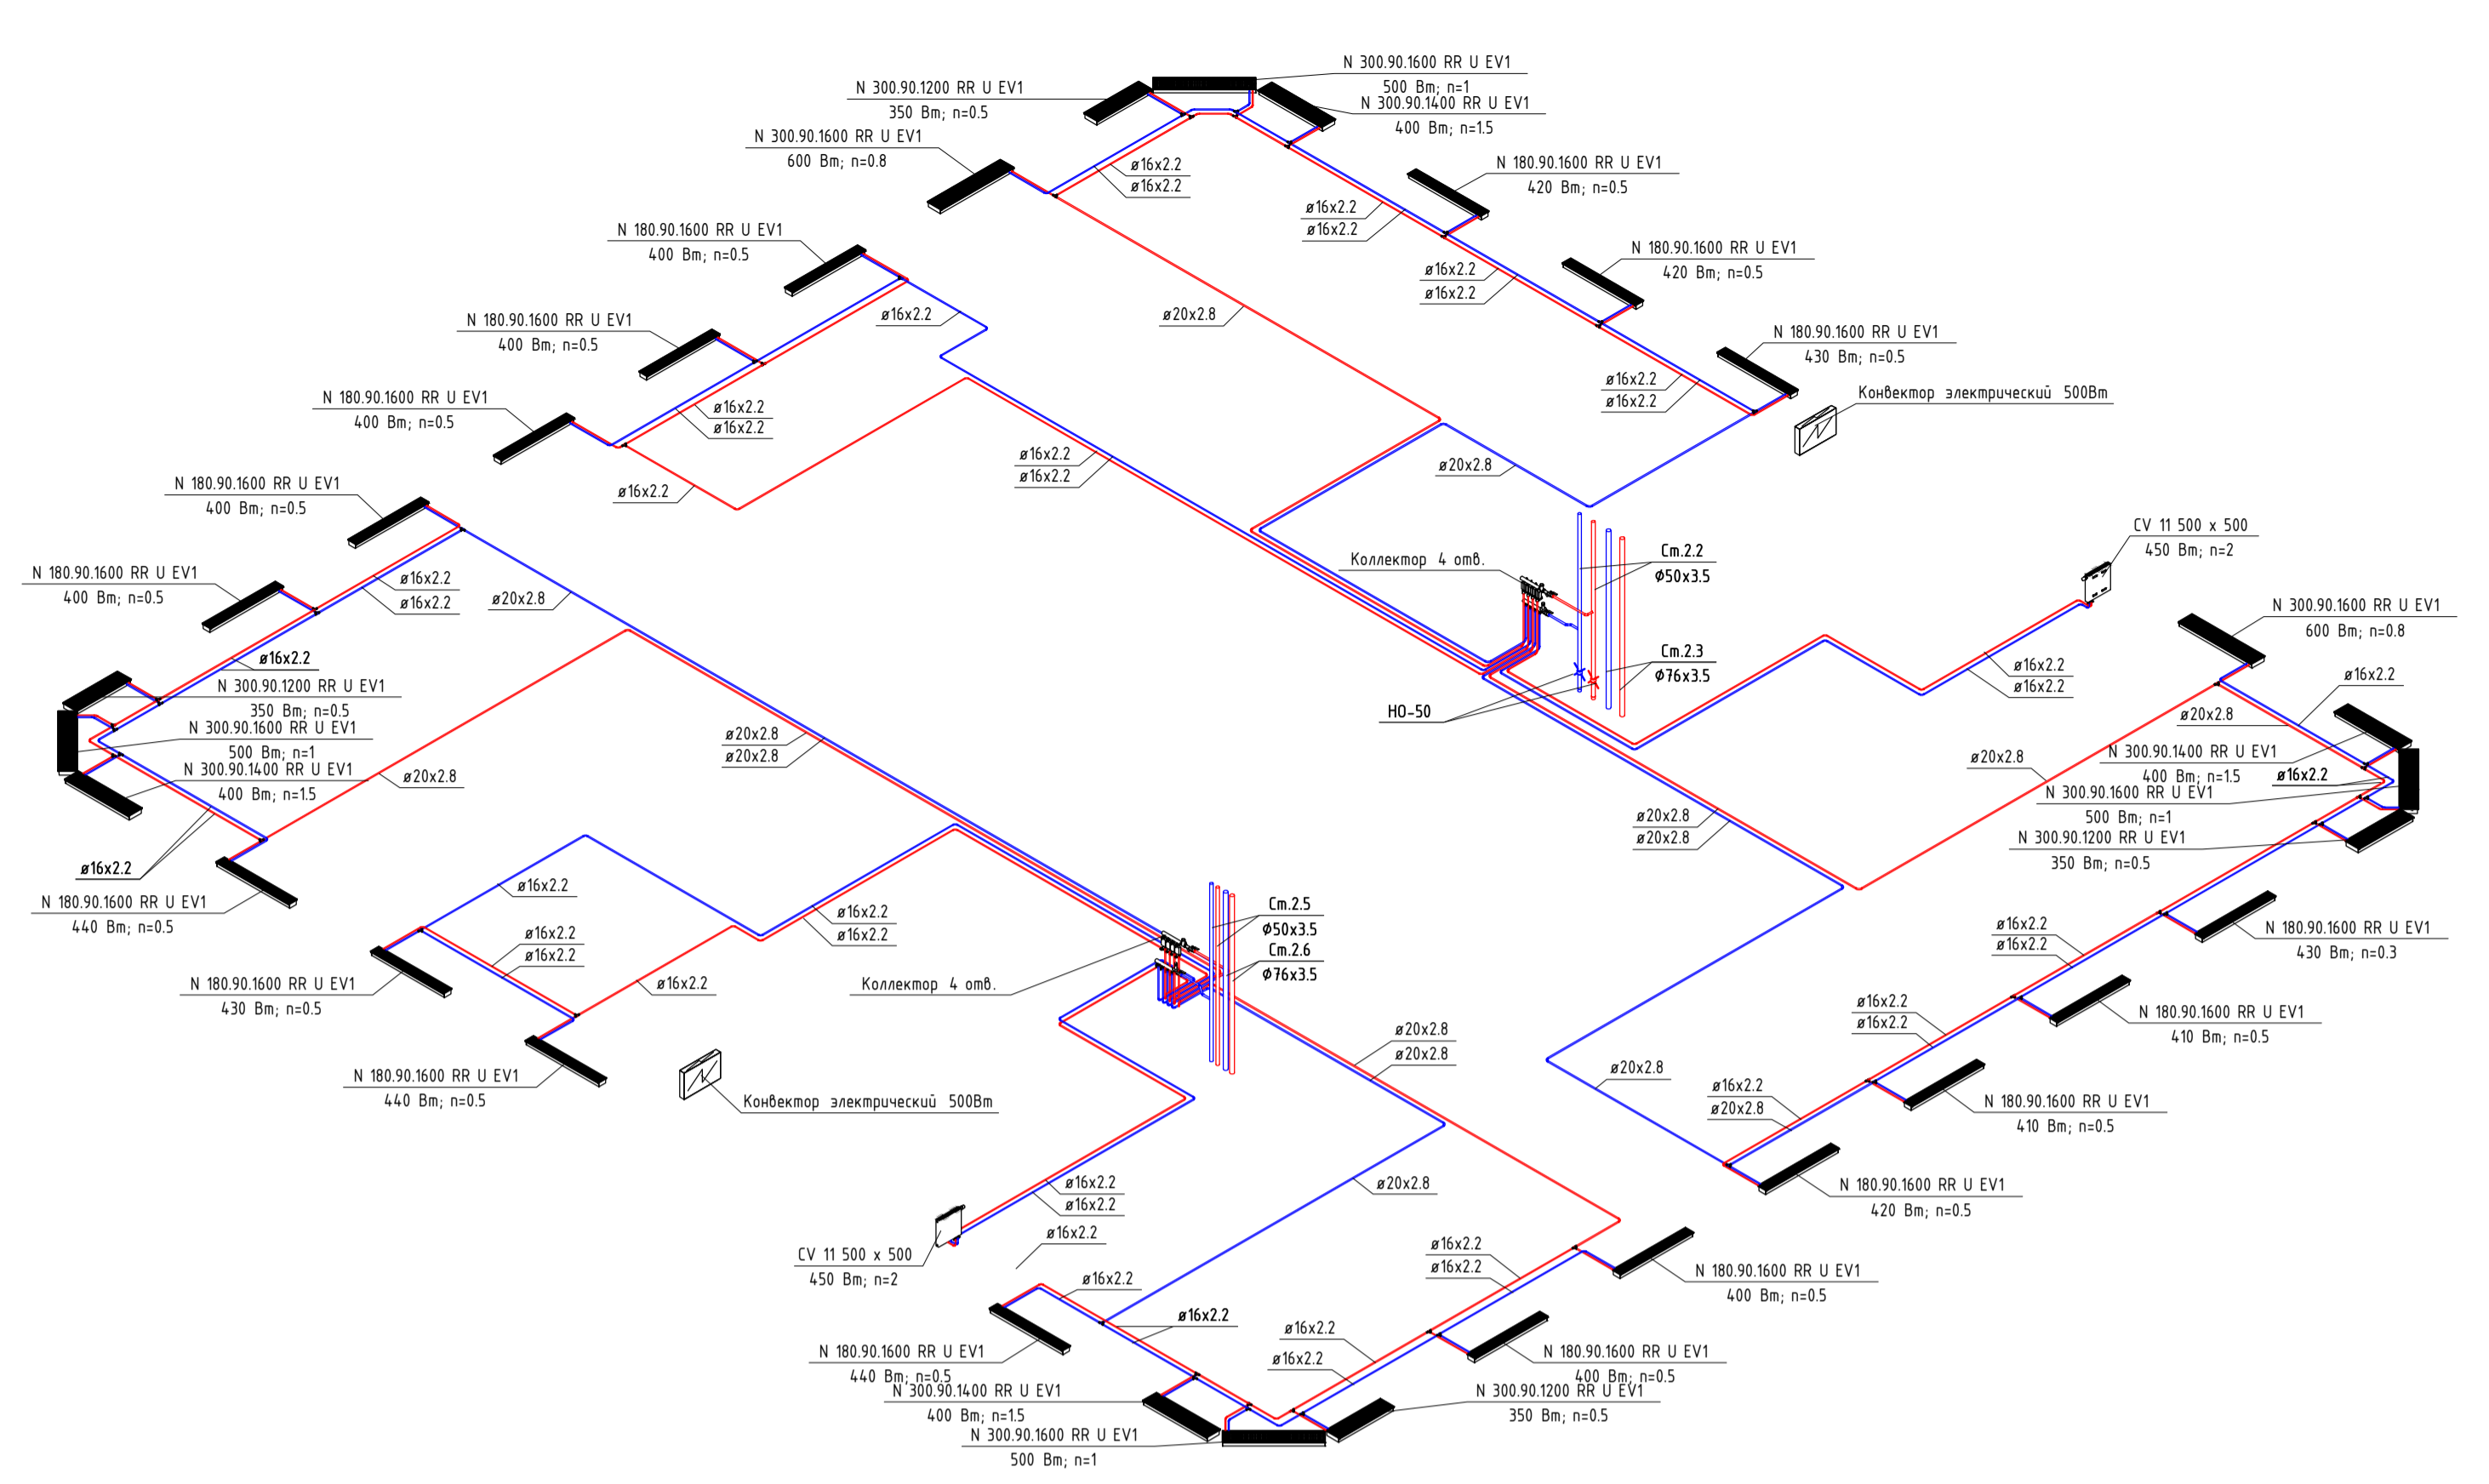 N 300.90.1600 RR U EV1
500 Вт; n=1
N 300.90.1200 RR U EV1
350 Вт; n=0.5
N 300.90.1400 RR U EV1
400 Вт; n=1.5
N 300.90.1600 RR U EV1
600 Вт; n=0.8
N 180.90.1600 RR U EV1
420 Вт; n=0.5
ø16x2.2
ø16x2.2
ø16x2.2
ø16x2.2
N 180.90.1600 RR U EV1
400 Вт; n=0.5
N 180.90.1600 RR U EV1
420 Вт; n=0.5
ø16x2.2
ø16x2.2
ø16x2.2
ø20x2.8
N 180.90.1600 RR U EV1
400 Вт; n=0.5
N 180.90.1600 RR U EV1
430 Вт; n=0.5
ø16x2.2
ø16x2.2
Конвектор электрический 500Вт
N 180.90.1600 RR U EV1
400 Вт; n=0.5
ø16x2.2
ø16x2.2
ø16x2.2
ø16x2.2
ø20x2.8
N 180.90.1600 RR U EV1
400 Вт; n=0.5
ø16x2.2
CV 11 500 x 500
450 Вт; n=2
Коллектор 4 отв.
Ст.2.2
Ф50x3.5
N 180.90.1600 RR U EV1
400 Вт; n=0.5
ø16x2.2
ø16x2.2
ø20x2.8
N 300.90.1600 RR U EV1
600 Вт; n=0.8
ø16x2.2
Ст.2.3
Ф76x3.5
ø16x2.2
ø16x2.2
ø16x2.2
N 300.90.1200 RR U EV1
350 Вт; n=0.5
НО-50
ø20x2.8
N 300.90.1600 RR U EV1
500 Вт; n=1
ø20x2.8
ø20x2.8
N 300.90.1400 RR U EV1
400 Вт; n=1.5
ø20x2.8
N 300.90.1400 RR U EV1
400 Вт; n=1.5
ø20x2.8
ø16x2.2
N 300.90.1600 RR U EV1
500 Вт; n=1
ø20x2.8
ø20x2.8
N 300.90.1200 RR U EV1
350 Вт; n=0.5
ø16x2.2
ø16x2.2
N 180.90.1600 RR U EV1
440 Вт; n=0.5
ø16x2.2
ø16x2.2
Ст.2.5
Ф50x3.5
Ст.2.6
Ф76x3.5
ø16x2.2
ø16x2.2
ø16x2.2
ø16x2.2
N 180.90.1600 RR U EV1
430 Вт; n=0.3
N 180.90.1600 RR U EV1
430 Вт; n=0.5
ø16x2.2
Коллектор 4 отв.
ø16x2.2
ø16x2.2
N 180.90.1600 RR U EV1
410 Вт; n=0.5
ø20x2.8
ø20x2.8
ø20x2.8
N 180.90.1600 RR U EV1
440 Вт; n=0.5
Конвектор электрический 500Вт
ø16x2.2
ø20x2.8
N 180.90.1600 RR U EV1
410 Вт; n=0.5
ø16x2.2
ø16x2.2
ø20x2.8
N 180.90.1600 RR U EV1
420 Вт; n=0.5
ø16x2.2
CV 11 500 x 500
450 Вт; n=2
ø16x2.2
ø16x2.2
ø16x2.2
N 180.90.1600 RR U EV1
400 Вт; n=0.5
ø16x2.2
ø16x2.2
ø16x2.2
N 180.90.1600 RR U EV1
440 Вт; n=0.5
N 180.90.1600 RR U EV1
400 Вт; n=0.5
N 300.90.1400 RR U EV1
400 Вт; n=1.5
N 300.90.1200 RR U EV1
350 Вт; n=0.5
N 300.90.1600 RR U EV1
500 Вт; n=1